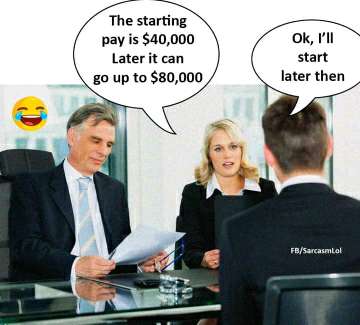 The starting
pay is $40,000
Later it can
go up to $80,000
Ok, I'll
start
later then
FB/SarcasmLol